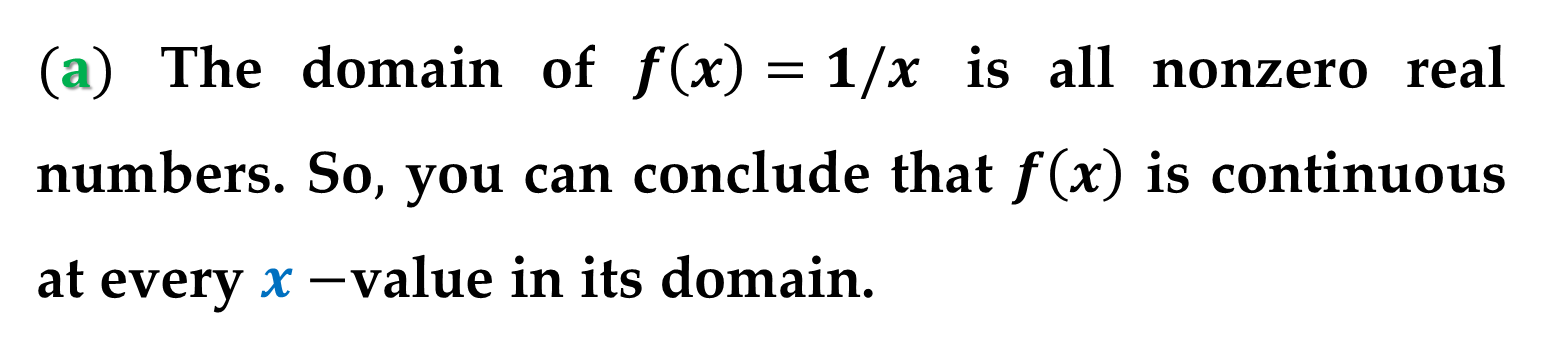 (a) The domain of f(x) = 1/x is all nonzero real
numbers. So, you can conclude that f(x) is continuous
at every x –value in its domain.